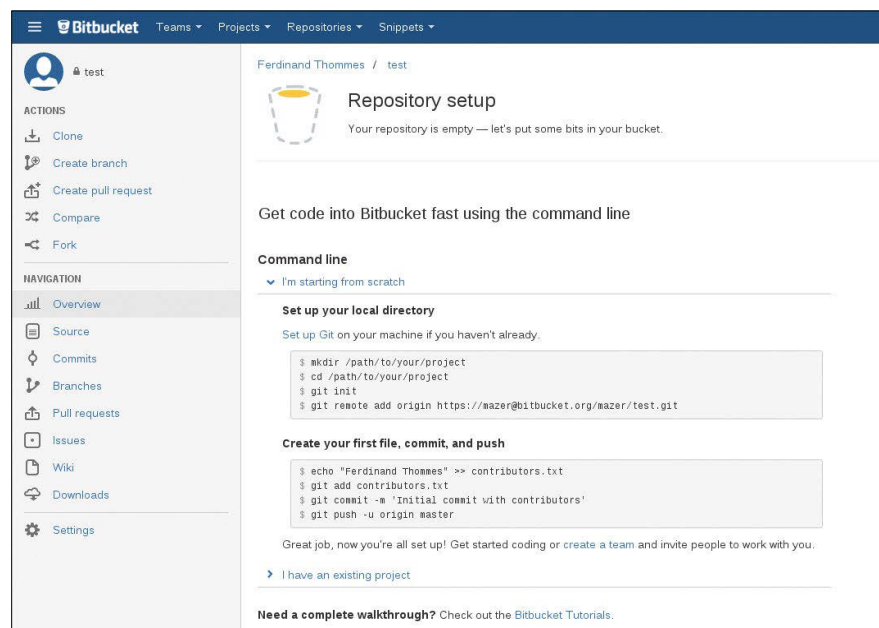 Bitbucket Teams Projects Repositories Snippets
test
ACTIONS
Clone
Create branch
Create pull request
Compare
Fork
NAVIGATION
Overview
Source
Commits
Branches
Pull requests
Issues
Wiki
Downloads
Settings
Ferdinand Thommes / test
Repository setup
Your repository is empty — let's put some bits in your bucket.
Get code into Bitbucket fast using the command line
Command line
I'm starting from scratch
Set up your local directory
Set up Git on your machine if you haven't already.
$ mkdir /path/to/your/project
$ cd /path/to/your/project
$ git init
$ git remote add origin https://mazer@bitbucket.org/mazer/test.git
Create your first file, commit, and push
$ echo "Ferdinand Thommes" >> contributors.txt
$ git add contributors.txt
$ git commit -m 'Initial commit with contributors'
$ git push -u origin master
Great job, now you're all set up! Get started coding or create a team and invite people to work with you.
I have an existing project
Need a complete walkthrough? Check out the Bitbucket Tutorials.